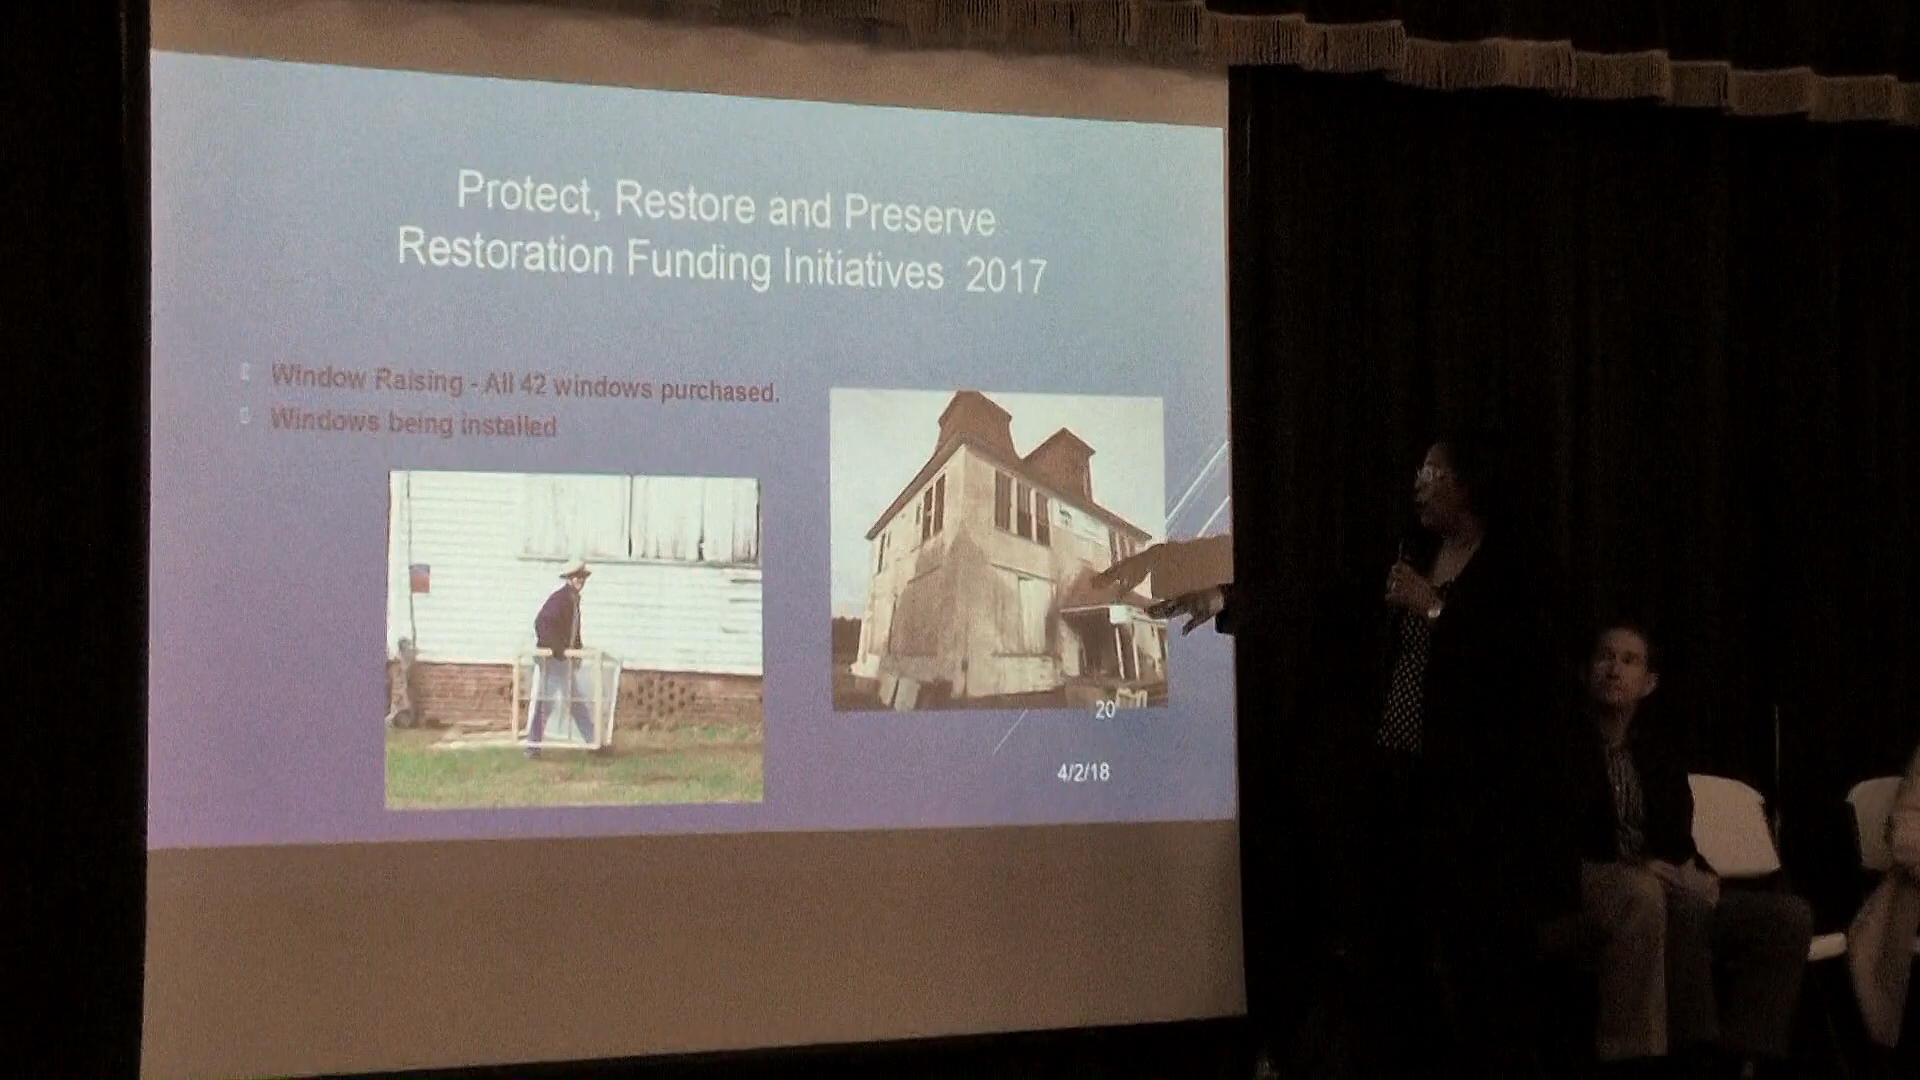 Protect, Restore and Preserve
Restoration Funding Initiatives 2017
Window Raising - All 42 windows purchased.
Windows being installed
20
4/2/18